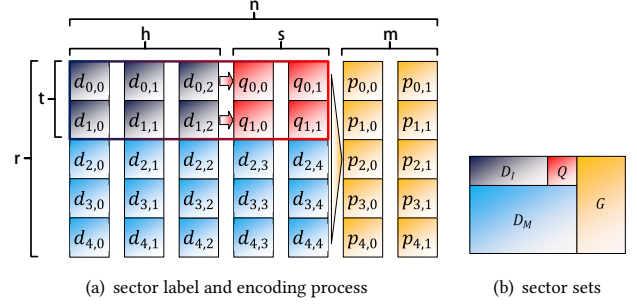 n
h s m
t
r
d0,0 d0,1 d0,2 q0,0 q0,1 p0,0 p0,1
d1,0 d1,1 d1,2 q1,0 q1,1 p1,0 p1,1
d2,0 d2,1 d2,2 d2,3 d2,4 p2,0 p2,1
d3,0 d3,1 d3,2 d3,3 d3,4 p3,0 p3,1
d4,0 d4,1 d4,2 d4,3 d4,4 p4,0 p4,1
(a) sector label and encoding process
DI Q G
DM
(b) sector sets